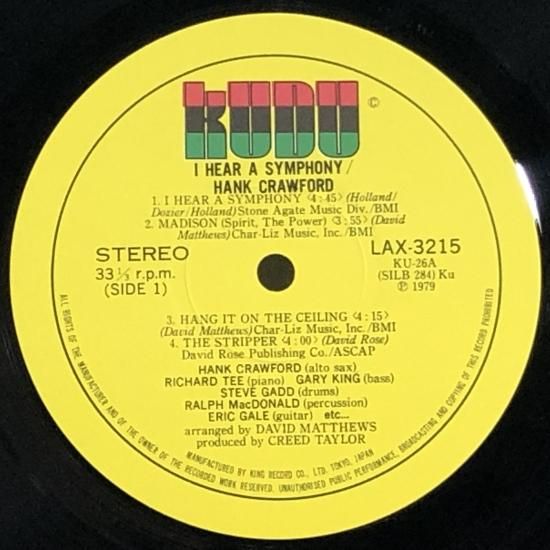 KUDU ©
I HEAR A SYMPHONY/
HANK CRAWFORD
1. I HEAR A SYMPHONY <4:45> (Holland/
Dozier/Holland) Stone Agate Music Div./BMI
2. MADISON (Spirit, The Power) <3:55> (David
Matthews) Char-Liz Music, Inc./BMI
STEREO
33⅓ r.p.m.
(SIDE 1)
LAX-3215
KU-26A
(SILB 284) Ku
Ⓟ 1979
3. HANG IT ON THE CEILING <4:15>
(David Matthews) Char-Liz Music, Inc./BMI
4. THE STRIPPER <4:00> (David Rose)
David Rose Publishing Co./ASCAP
HANK CRAWFORD (alto sax)
RICHARD TEE (piano) GARY KING (bass)
STEVE GADD (drums)
RALPH MacDONALD (percussion)
ERIC GALE (guitar) etc...
arranged by DAVID MATTHEWS
produced by CREED TAYLOR
MANUFACTURED BY KING RECORD CO., LTD. TOKYO, JAPAN
ALL RIGHTS OF THE MANUFACTURER AND OF THE OWNER OF THE RECORDED WORK RESERVED. UNAUTHORISED PUBLIC PERFORMANCE, BROADCASTING AND COPYING OF THIS RECORD PROHIBITED